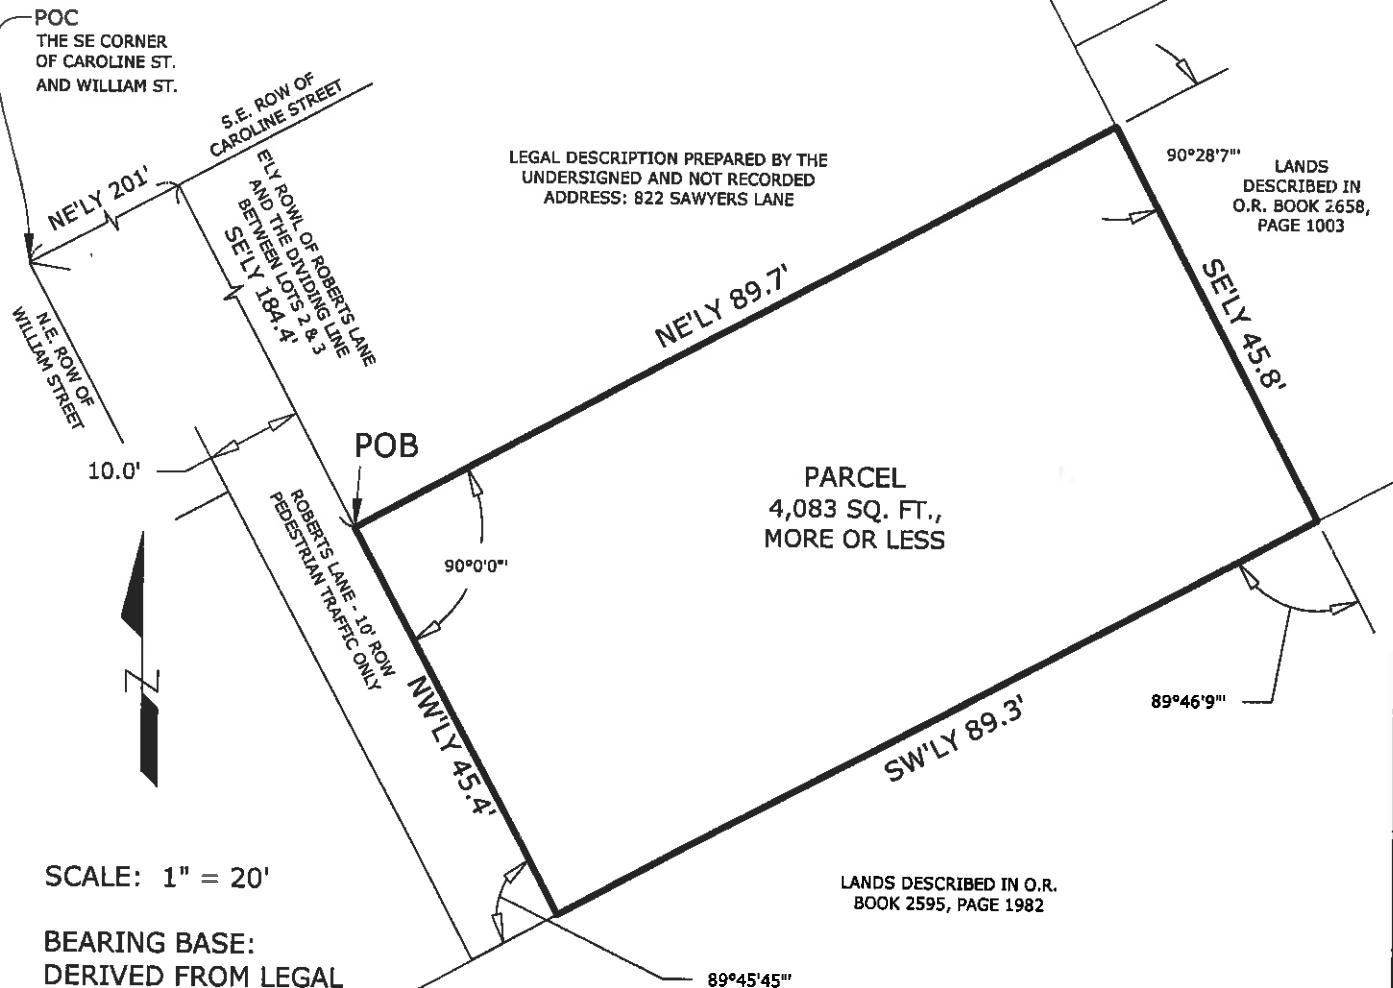 POC
THE SE CORNER
OF CAROLINE ST.
AND WILLIAM ST.
S.E. ROW OF
CAROLINE STREET
NE'LY 201'
E'LY ROWL OF ROBERTS LANE
AND THE DIVIDING LINE
BETWEEN LOTS 2 & 3
SE'LY 184.4'
N.E. ROW OF
WILLIAM STREET
LEGAL DESCRIPTION PREPARED BY THE
UNDERSIGNED AND NOT RECORDED
ADDRESS: 822 SAWYERS LANE
90°28'7"'
LANDS
DESCRIBED IN
O.R. BOOK 2658,
PAGE 1003
NE'LY 89.7'
SE'LY 45.8'
10.0'
POB
ROBERTS LANE - 10' ROW
PEDESTRIAN TRAFFIC ONLY
90°0'0"'
PARCEL
4,083 SQ. FT.,
MORE OR LESS
N
NW'LY 45.4'
SW'LY 89.3'
89°46'9"'
SCALE: 1" = 20'
LANDS DESCRIBED IN O.R.
BOOK 2595, PAGE 1982
BEARING BASE:
DERIVED FROM LEGAL
89°45'45"'